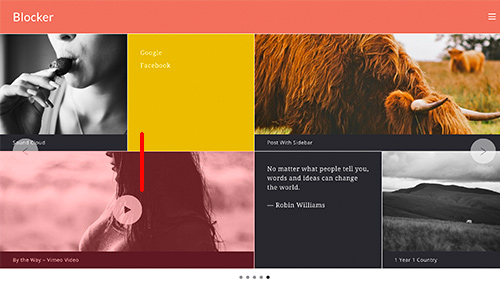 Blocker
Google
Facebook
Sound Cloud
Post With Sidebar
No matter what people tell you,
words and ideas can change
the world.
— Robin Williams
By the Way – Vimeo Video
1 Year 1 Country